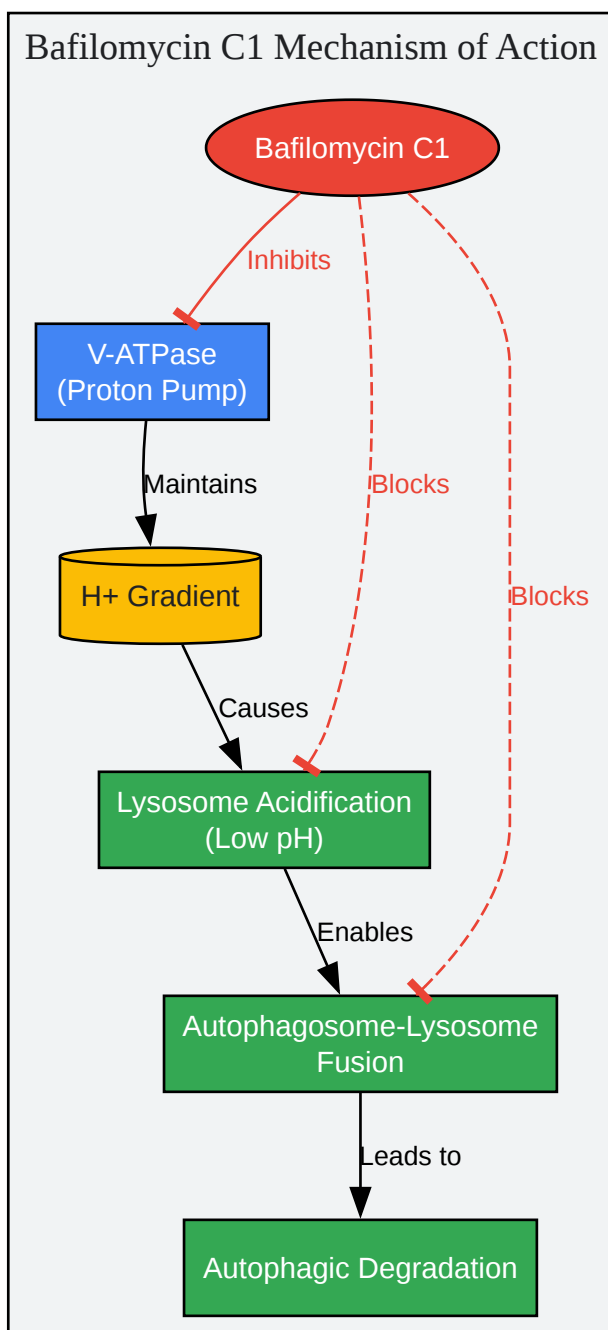 Bafilomycin C1 Mechanism of Action
Bafilomycin C1
Inhibits
V-ATPase
(Proton Pump)
Maintains
Blocks
H+ Gradient
Blocks
Causes
Lysosome Acidification
(Low pH)
Enables
Autophagosome-Lysosome
Fusion
Leads to
Autophagic Degradation